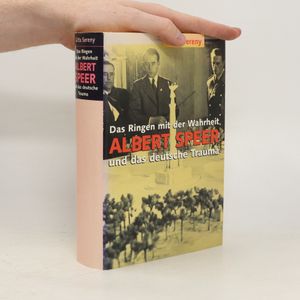 Gitta Sereny
Das Ringen
mit der Wahrheit
ALBERT
SPEER
und das deutsche
Trauma
Sereny
Das Ringen mit der Wahrheit
ALBERT SPEER
und das deutsche Trauma